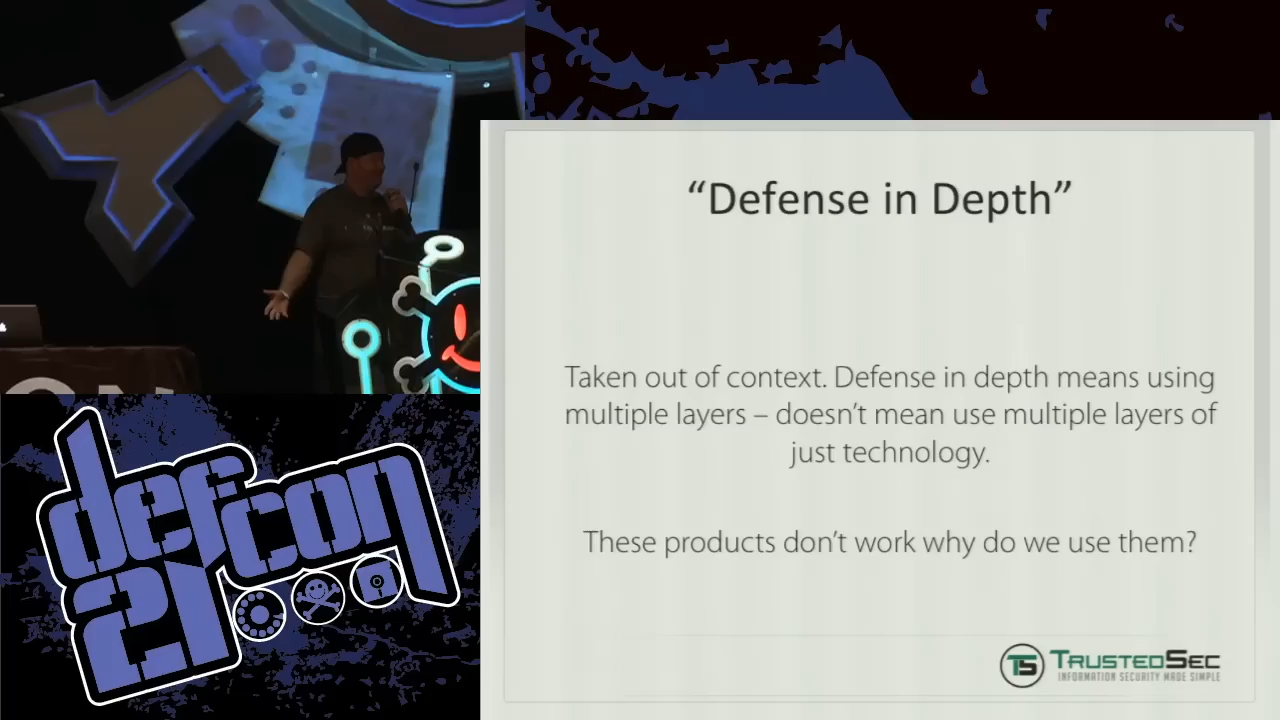 “Defense in Depth”
Taken out of context. Defense in depth means using
multiple layers – doesn’t mean use multiple layers of
just technology.
These products don’t work why do we use them?
TS TRUSTEDSEC
INFORMATION SECURITY MADE SIMPLE
defcon
21